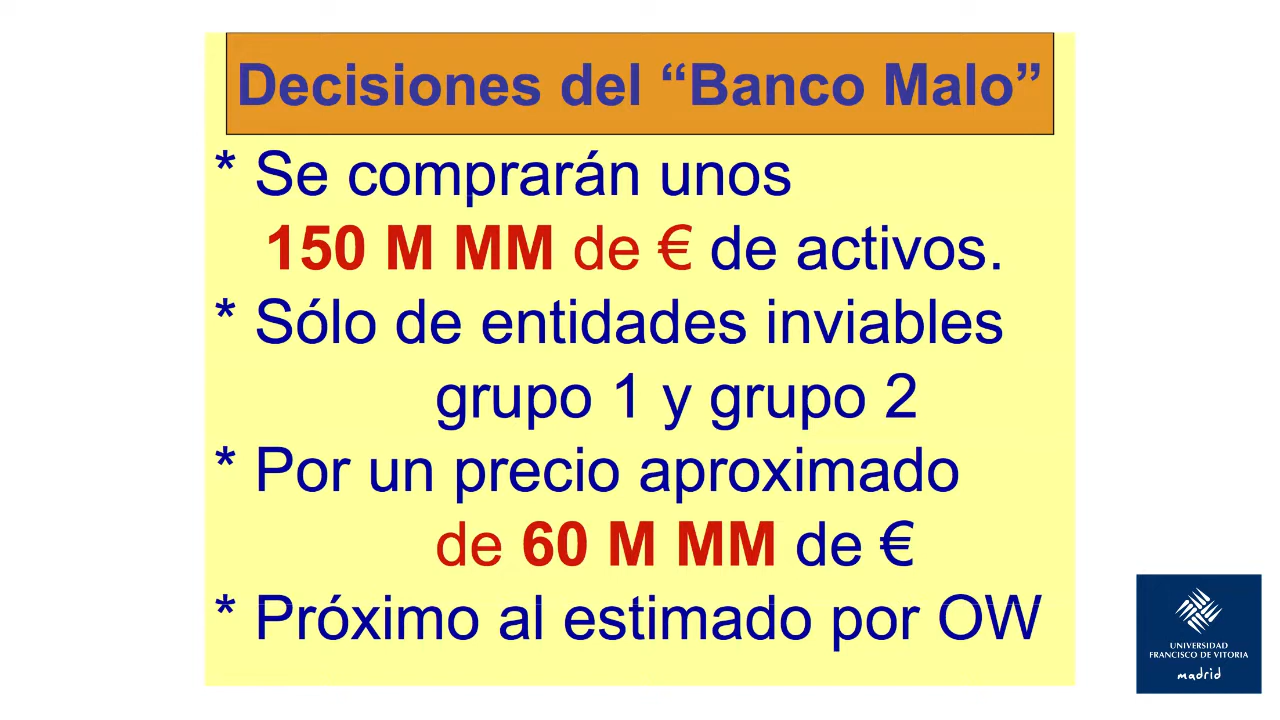 Decisiones del “Banco Malo”
* Se comprarán unos
150 M MM de € de activos.
* Sólo de entidades inviables
grupo 1 y grupo 2
* Por un precio aproximado
de 60 M MM de €
* Próximo al estimado por OW
UNIVERSIDAD
FRANCISCO DE VITORIA
madrid